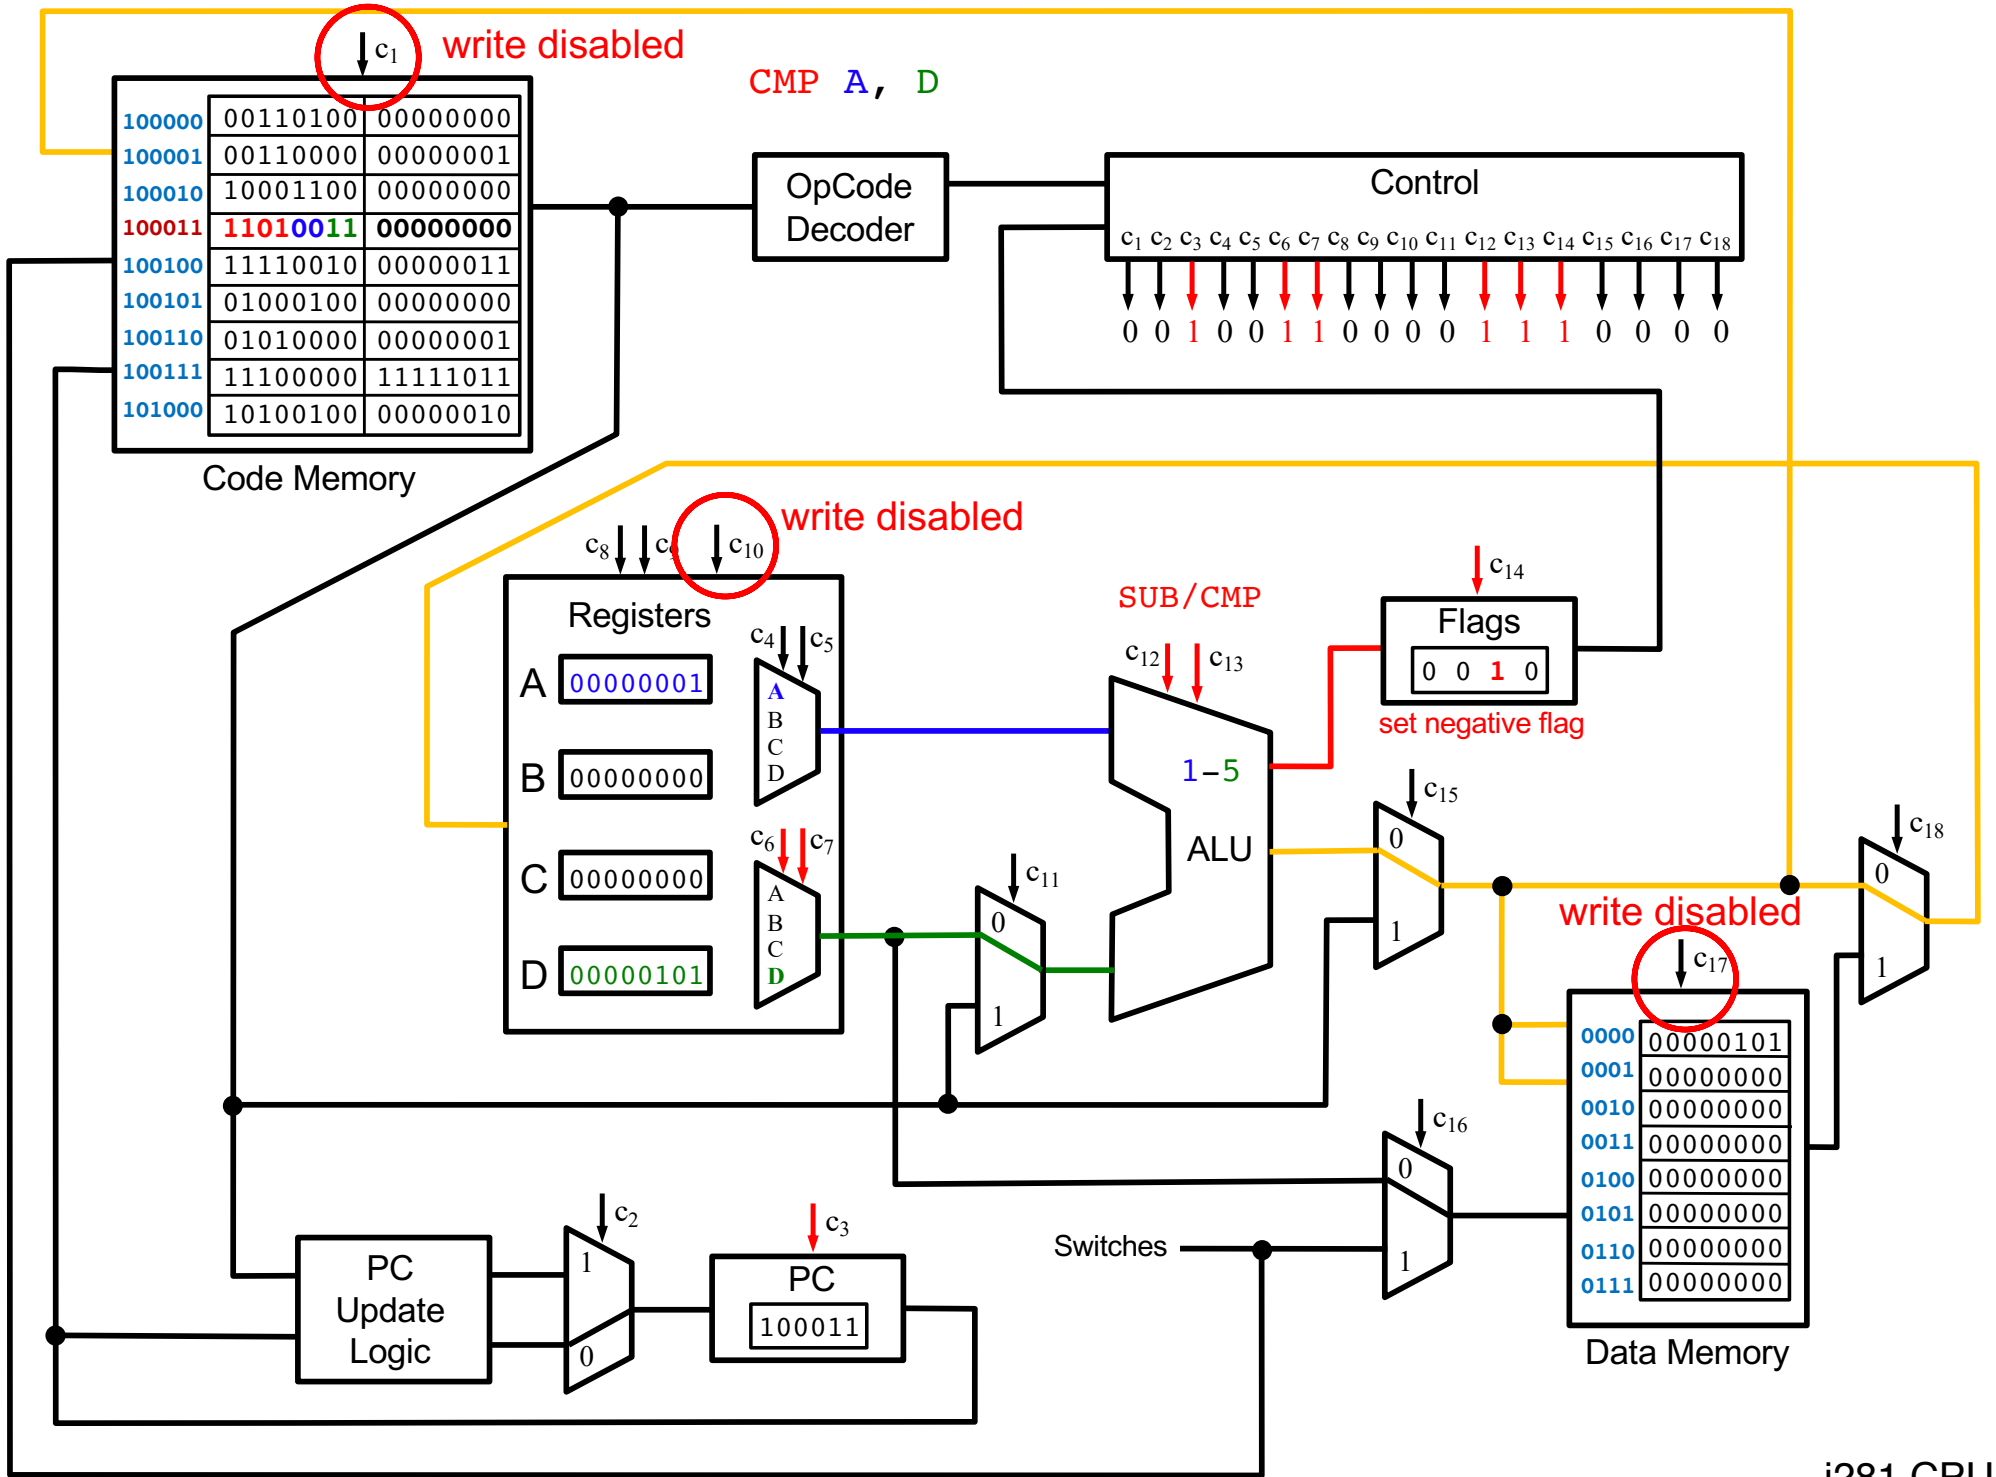 c1 write disabled
CMP A, D
100000 00110100 00000000
100001 00110000 00000001
100010 10001100 00000000
100011 11010011 00000000
100100 11110010 00000011
100101 01000100 00000000
100110 01010000 00000001
100111 11100000 11111011
101000 10100100 00000010
Code Memory
OpCode
Decoder
Control
c1 c2 c3 c4 c5 c6 c7 c8 c9 c10 c11 c12 c13 c14 c15 c16 c17 c18
0 0 1 0 0 1 1 0 0 0 0 1 1 1 0 0 0 0
write disabled
c8 c9 c10
Registers
c4 c5
A 00000001
B 00000000
C 00000000
D 00000101
A
B
C
D
c6 c7
A
B
C
D
c11
0
1
SUB/CMP
c12 c13
1-5
ALU
c14
Flags
0 0 1 0
set negative flag
c15
0
1
c18
0
1
write disabled
c17
0000 00000101
0001 00000000
0010 00000000
0011 00000000
0100 00000000
0101 00000000
0110 00000000
0111 00000000
Data Memory
c16
0
1
Switches
PC
Update
Logic
c2
1
0
c3
PC
100011
i281 CPU